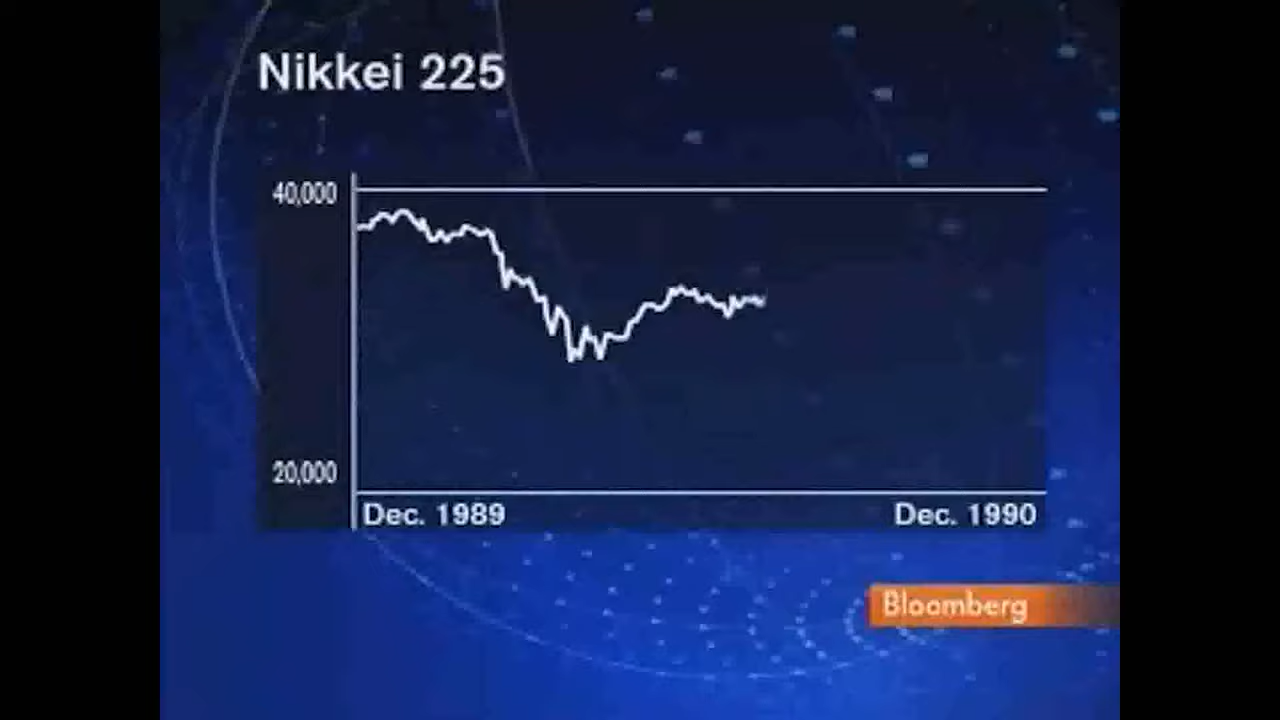 Nikkei 225
40,000
20,000
Dec. 1989
Dec. 1990
Bloomberg